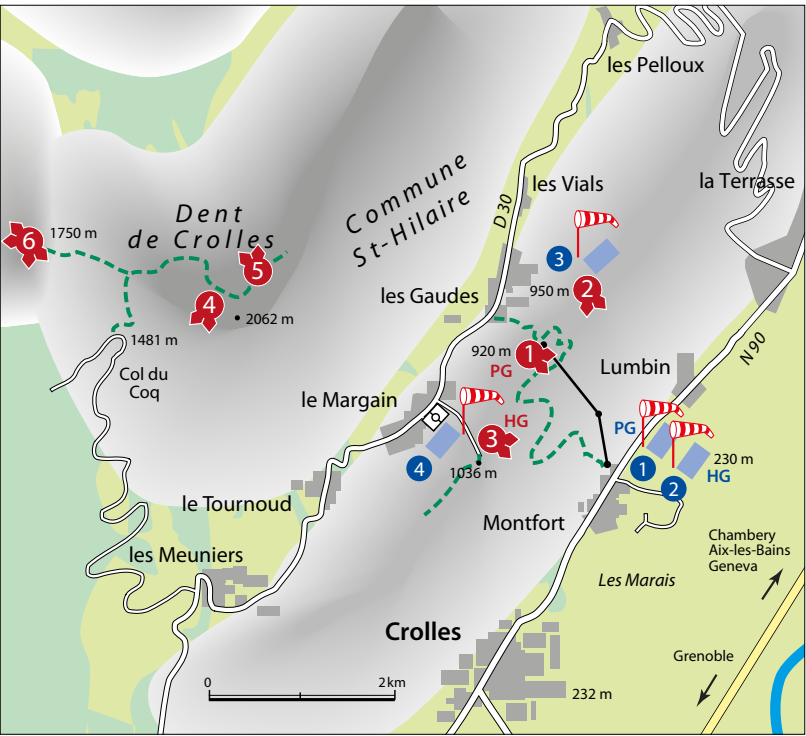 les Pelloux
la Terrasse
les Vials
Commune
St-Hilaire
D 30
Dent
de Crolles
6
1750 m
5
4
2062 m
3
950 m
2
les Gaudes
1481 m
Col du
Coq
920 m
1
PG
Lumbin
N 90
le Margain
HG
3
4
1036 m
PG
1
2
230 m
HG
le Tournoud
Montfort
les Meuniers
Les Marais
Chambery
Aix-les-Bains
Geneva
Crolles
Grenoble
0
2 km
232 m